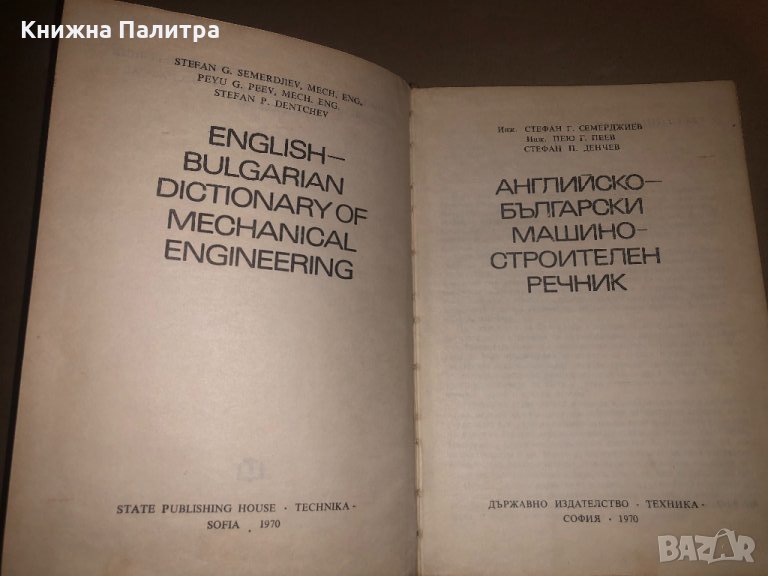 Книжна Палитра
STEFAN G. SEMERDJIEV, MECH. ENG.
PEYU G. PEEV, MECH. ENG.
STEFAN P. DENTCHEV
ENGLISH—
BULGARIAN
DICTIONARY OF
MECHANICAL
ENGINEERING
STATE PUBLISHING HOUSE · TECHNIKA ·
SOFIA · 1970
Инж. СТЕФАН Г. СЕМЕРДЖИЕВ
Инж. ПЕЮ Г. ПЕЕВ
СТЕФАН П. ДЕНЧЕВ
АНГЛИЙСКО—
БЪЛГАРСКИ
МАШИНО—
СТРОИТЕЛЕН
РЕЧНИК
ДЪРЖАВНО ИЗДАТЕЛСТВО · ТЕХНИКА ·
СОФИЯ · 1970
BAZAR